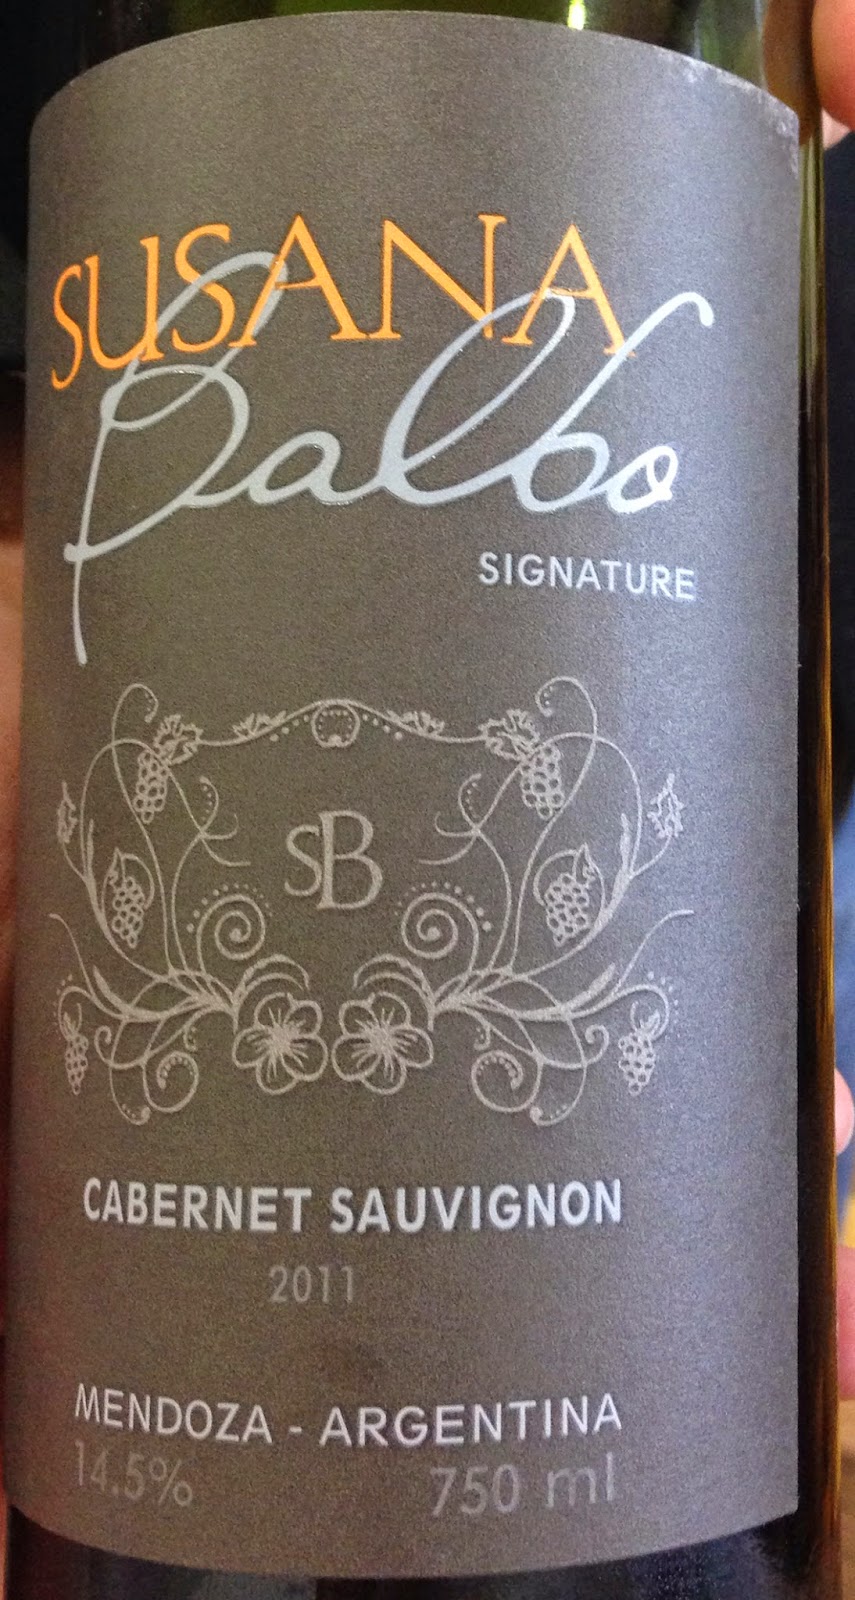 SUSANA
Balbo
SIGNATURE
SB
CABERNET SAUVIGNON
2011
MENDOZA - ARGENTINA
14.5% 750 ml